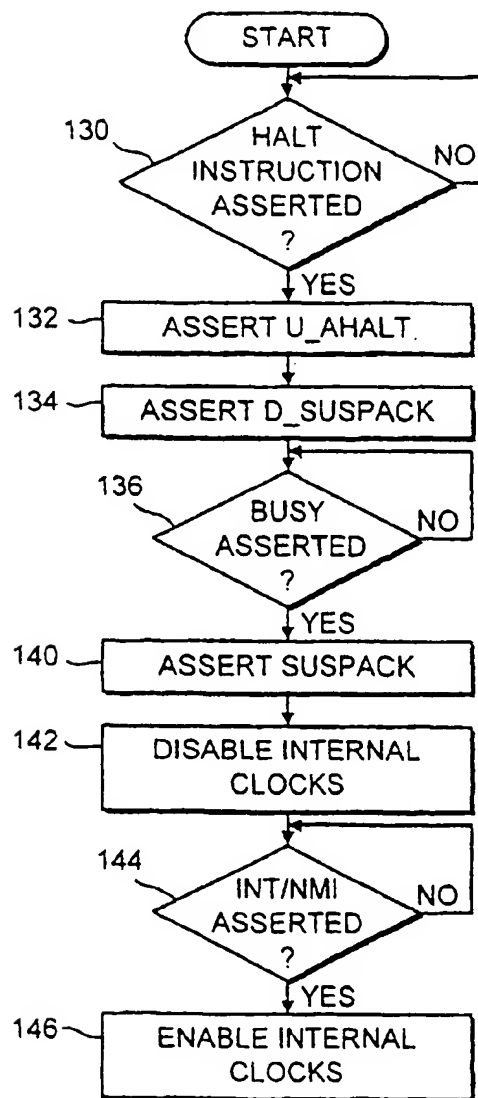 START
130
HALT
INSTRUCTION
ASSERTED
?
NO
YES
132
ASSERT U_AHALT
134
ASSERT D_SUSPACK
136
BUSY
ASSERTED
?
NO
YES
140
ASSERT SUSPACK
142
DISABLE INTERNAL
CLOCKS
144
INT/NMI
ASSERTED
?
NO
YES
146
ENABLE INTERNAL
CLOCKS